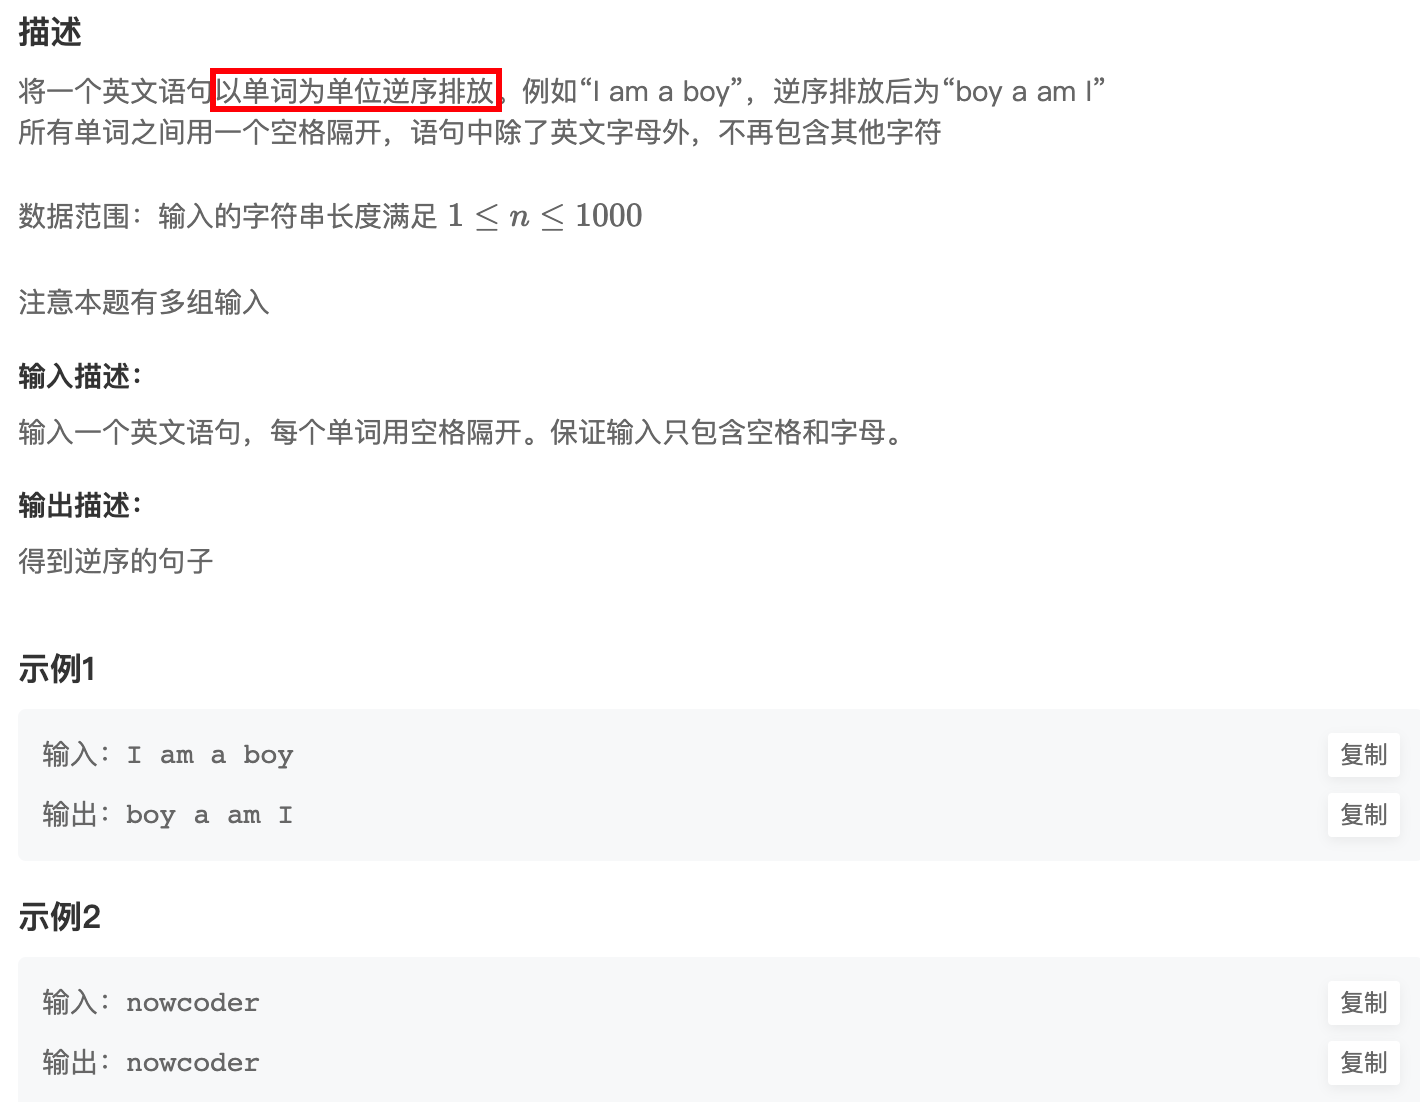 描述
将一个英文语句以单词为单位逆序排放。例如“I am a boy”，逆序排放后为“boy a am I”
所有单词之间用一个空格隔开，语句中除了英文字母外，不再包含其他字符
数据范围：输入的字符串长度满足 1 ≤ n ≤ 1000
注意本题有多组输入
输入描述：
输入一个英文语句，每个单词用空格隔开。保证输入只包含空格和字母。
输出描述：
得到逆序的句子
示例1
输入：I am a boy 复制
输出：boy a am I 复制
示例2
输入：nowcoder 复制
输出：nowcoder 复制